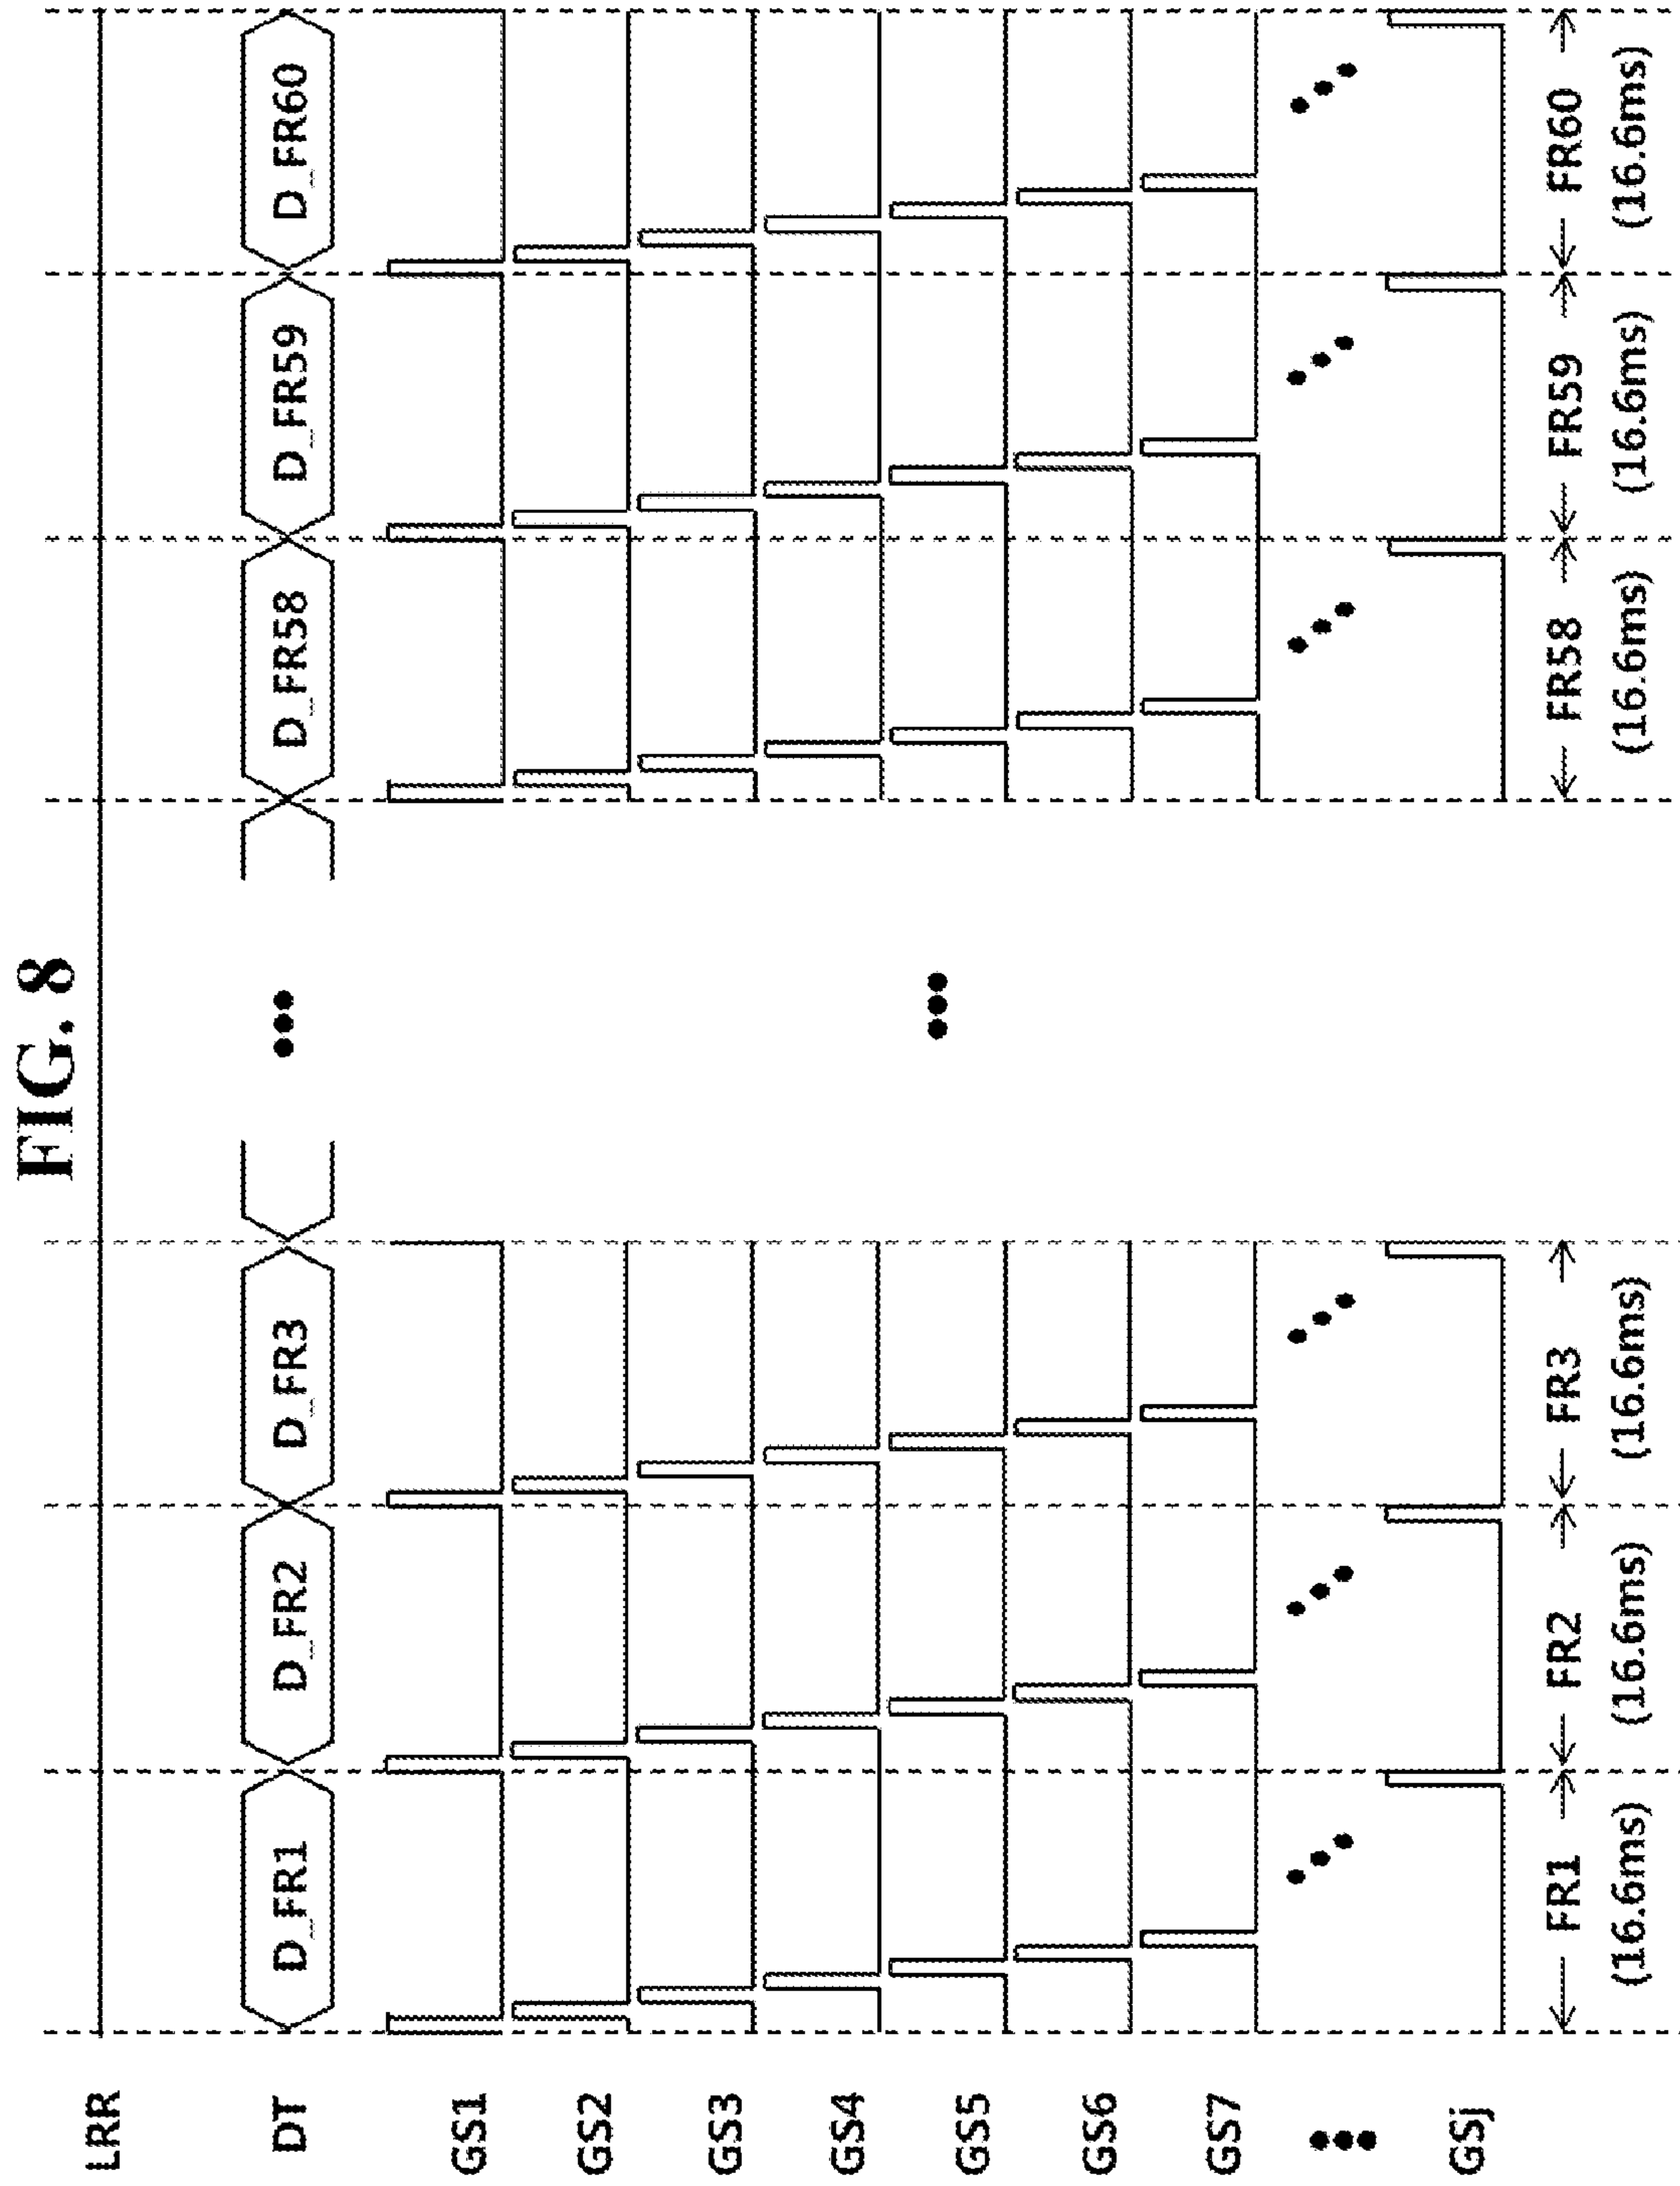 FIG. 8
LRR
DT
D_FR1
D_FR2
D_FR3
D_FR58
D_FR59
D_FR60
GS1
GS2
GS3
GS4
GS5
GS6
GS7
GSj
FR1
FR2
FR3
FR58
FR59
FR60
(16.6ms)
(16.6ms)
(16.6ms)
(16.6ms)
(16.6ms)
(16.6ms)